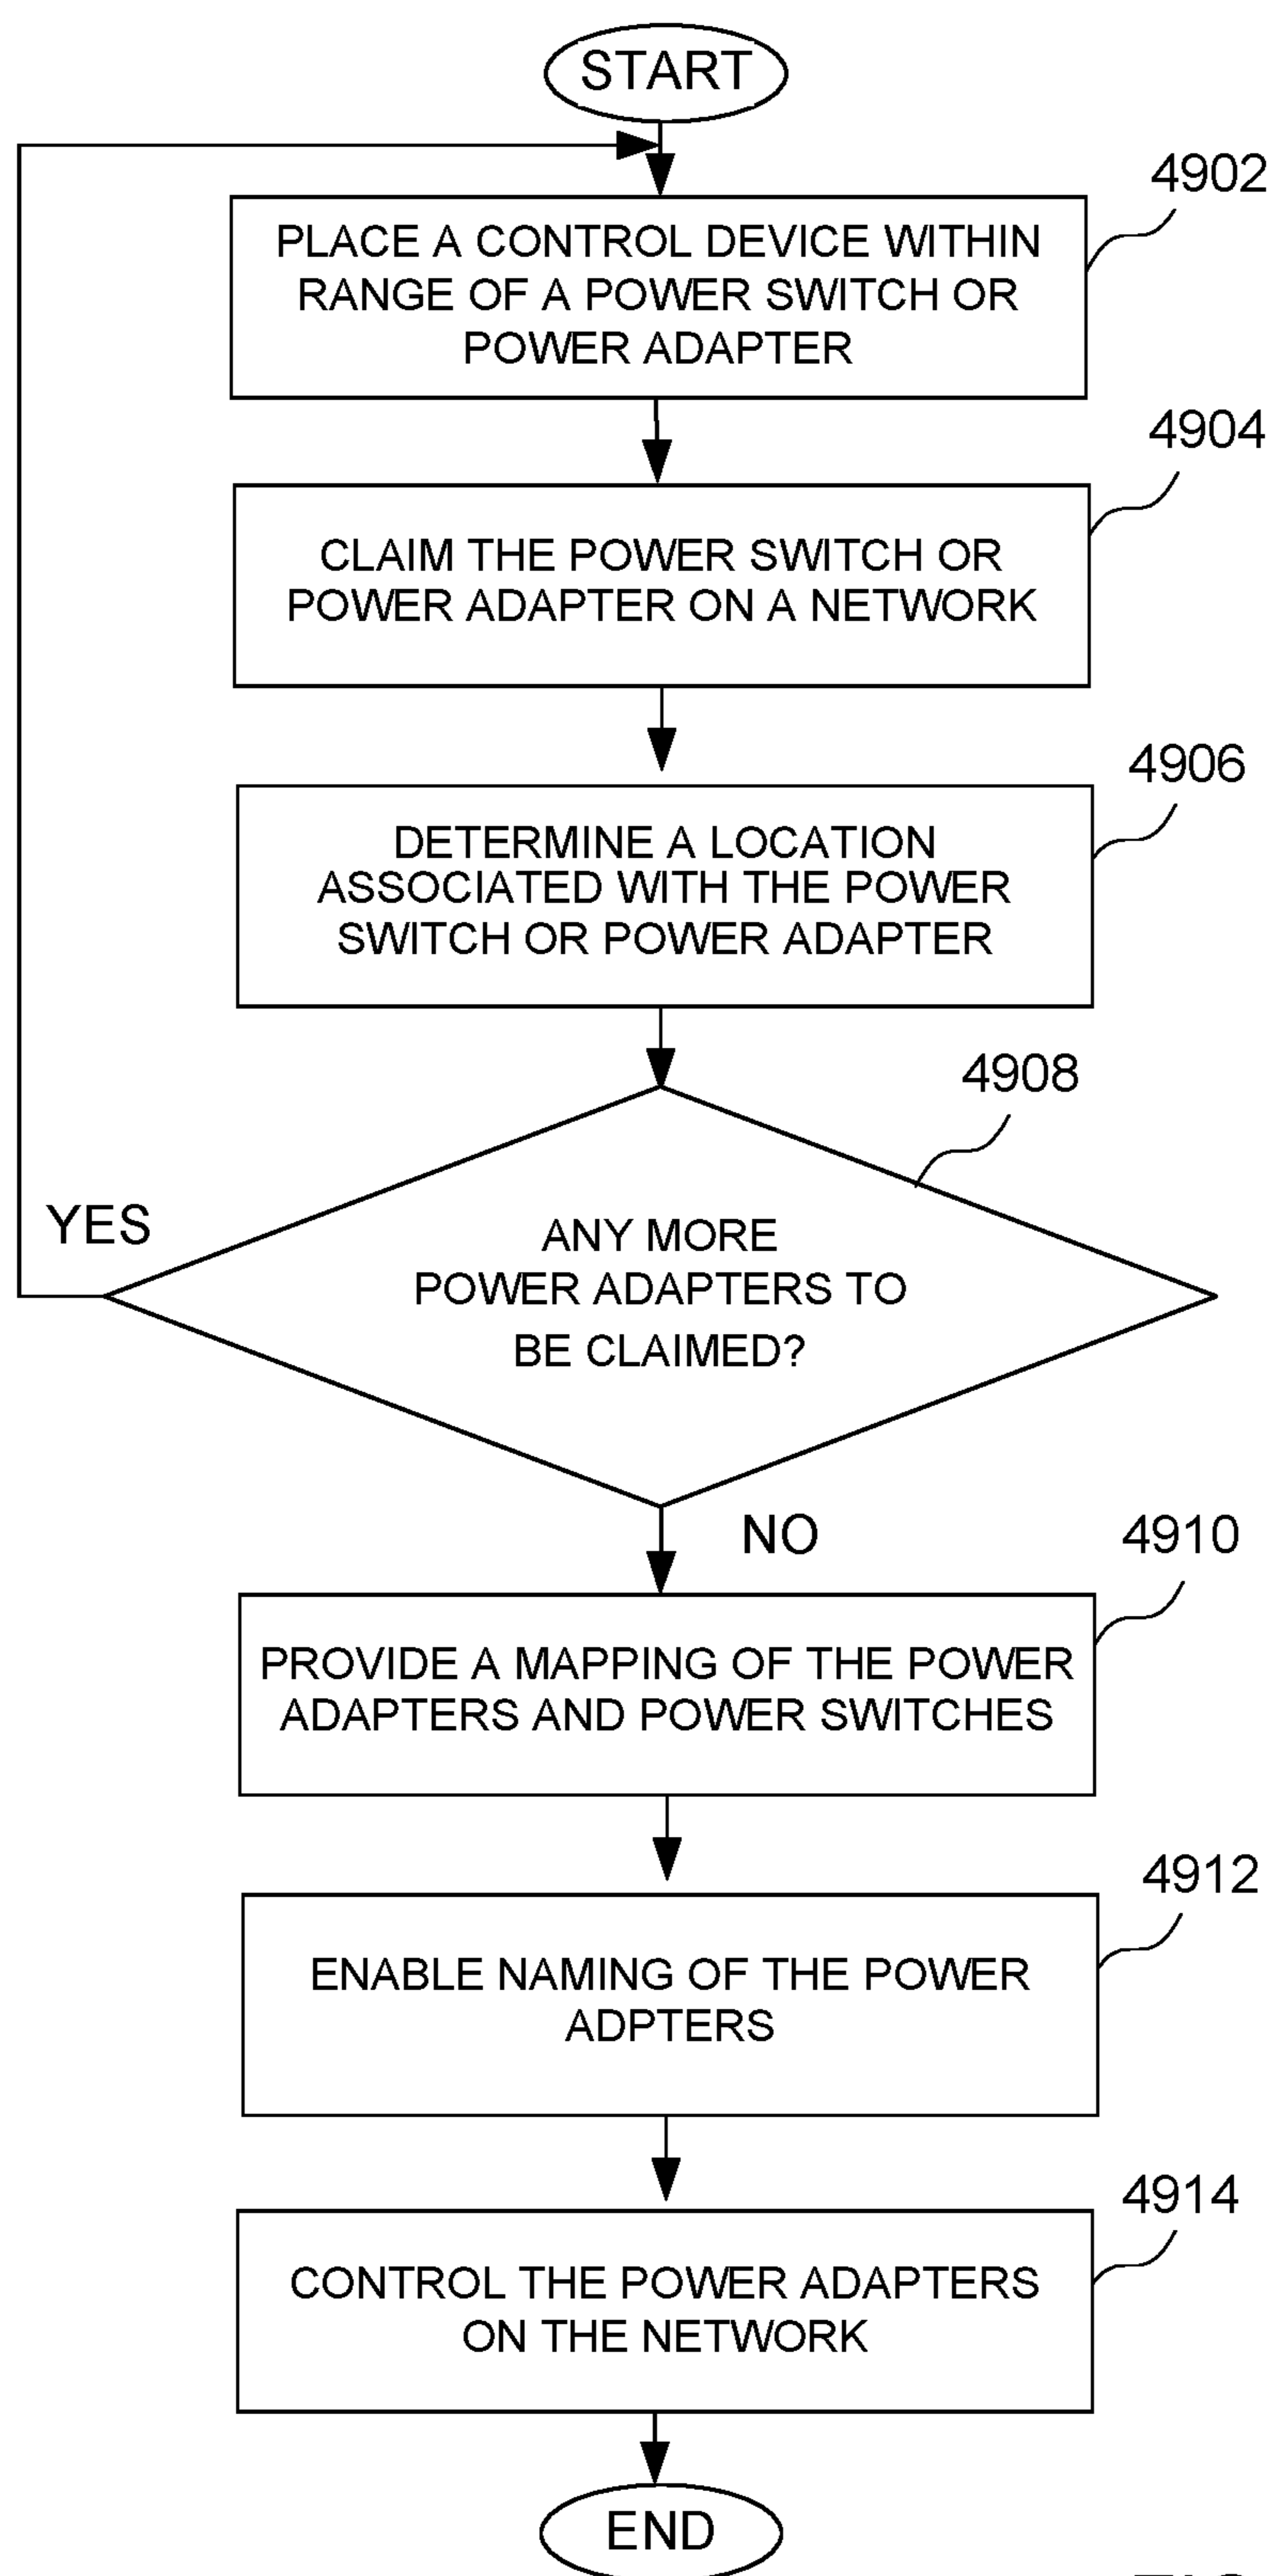 START
4902
PLACE A CONTROL DEVICE WITHIN
RANGE OF A POWER SWITCH OR
POWER ADAPTER
4904
CLAIM THE POWER SWITCH OR
POWER ADAPTER ON A NETWORK
4906
DETERMINE A LOCATION
ASSOCIATED WITH THE POWER
SWITCH OR POWER ADAPTER
4908
YES
ANY MORE
POWER ADAPTERS TO
BE CLAIMED?
NO
4910
PROVIDE A MAPPING OF THE POWER
ADAPTERS AND POWER SWITCHES
4912
ENABLE NAMING OF THE POWER
ADPTERS
4914
CONTROL THE POWER ADAPTERS
ON THE NETWORK
END